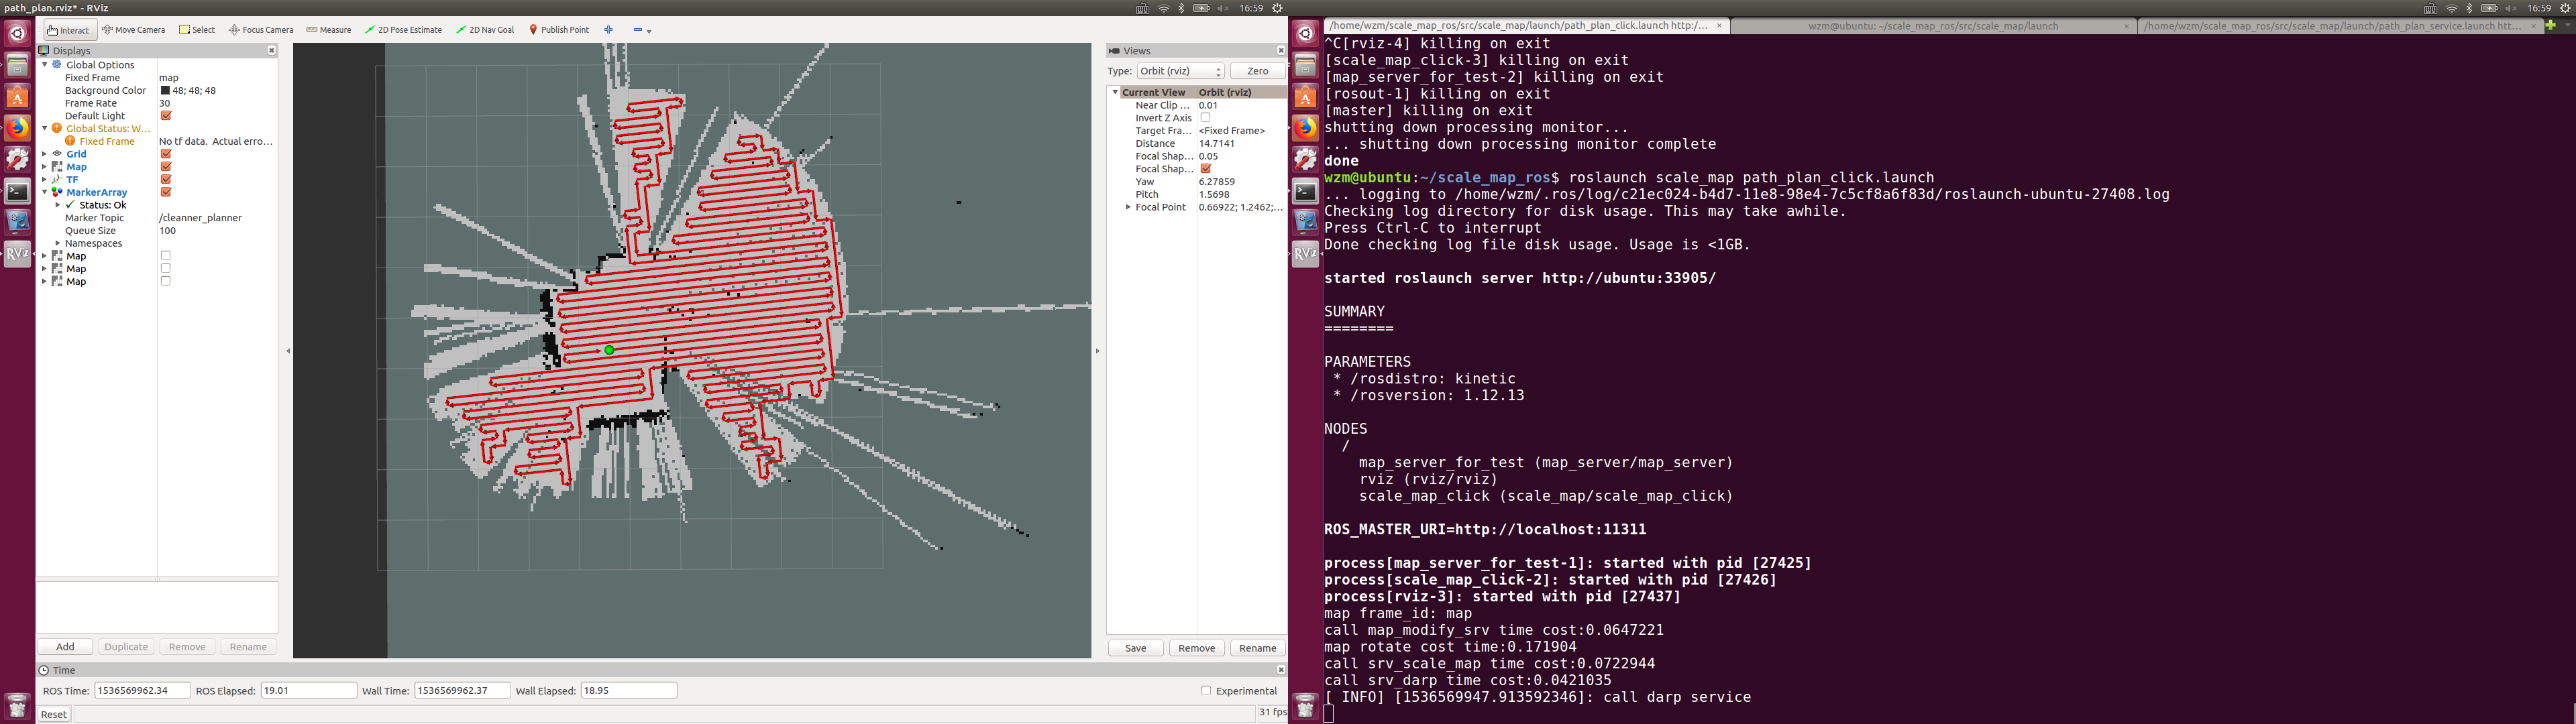 path_plan.rviz* - RViz
16:59
Interact Move Camera Select Focus Camera Measure 2D Pose Estimate 2D Nav Goal Publish Point
Displays
Global Options
Fixed Frame map
Background Color 48; 48; 48
Frame Rate 30
Default Light
Global Status: W...
Fixed Frame No tf data. Actual erro...
Grid
Map
TF
MarkerArray
Status: Ok
Marker Topic /cleanner_planner
Queue Size 100
Namespaces
Map
Map
Map
Add Duplicate Remove Rename
Views
Type: Orbit (rviz) Zero
Current View Orbit (rviz)
Near Clip ... 0.01
Invert Z Axis
Target Fra... <Fixed Frame>
Distance 14.7141
Focal Shap... 0.05
Focal Shap...
Yaw 6.27859
Pitch 1.5698
Focal Point 0.66922; 1.2462;...
Save Remove Rename
Time
ROS Time: 1536569962.34 ROS Elapsed: 19.01 Wall Time: 1536569962.37 Wall Elapsed: 18.95 Experimental
Reset 31 fps
RViz
16:59
/home/wzm/scale_map_ros/src/scale_map/launch/path_plan_click.launch http:/... wzm@ubuntu: ~/scale_map_ros/src/scale_map/launch /home/wzm/scale_map_ros/src/scale_map/launch/path_plan_service.launch htt...
RViz
^C[rviz-4] killing on exit
[scale_map_click-3] killing on exit
[map_server_for_test-2] killing on exit
[rosout-1] killing on exit
[master] killing on exit
shutting down processing monitor...
... shutting down processing monitor complete
done
wzm@ubuntu:~/scale_map_ros$ roslaunch scale_map path_plan_click.launch
... logging to /home/wzm/.ros/log/c21ec024-b4d7-11e8-98e4-7c5cf8a6f83d/roslaunch-ubuntu-27408.log
Checking log directory for disk usage. This may take awhile.
Press Ctrl-C to interrupt
Done checking log file disk usage. Usage is <1GB.
started roslaunch server http://ubuntu:33905/
SUMMARY
========
PARAMETERS
* /rosdistro: kinetic
* /rosversion: 1.12.13
NODES
/
map_server_for_test (map_server/map_server)
rviz (rviz/rviz)
scale_map_click (scale_map/scale_map_click)
ROS_MASTER_URI=http://localhost:11311
process[map_server_for_test-1]: started with pid [27425]
process[scale_map_click-2]: started with pid [27426]
process[rviz-3]: started with pid [27437]
map frame_id: map
call map_modify_srv time cost:0.0647221
map rotate cost time:0.171904
call srv_scale_map time cost:0.0722944
call srv_darp time cost:0.0421035
[ INFO] [1536569947.913592346]: call darp service